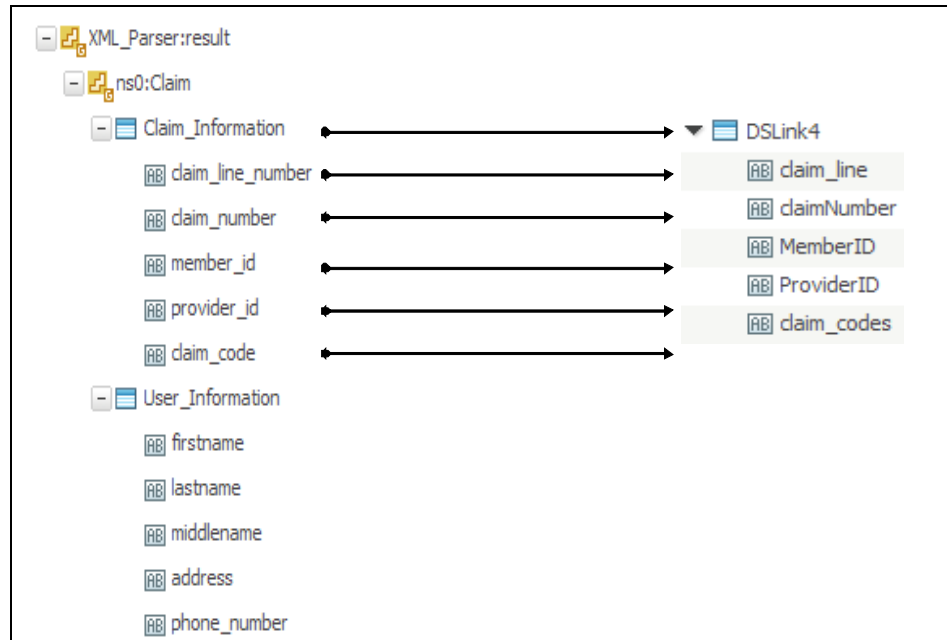 XML_Parser:result
ns0:Claim
Claim_Information
claim_line_number
claim_number
member_id
provider_id
claim_code
User_Information
firstname
lastname
middlename
address
phone_number
DSLink4
claim_line
claimNumber
MemberID
ProviderID
claim_codes